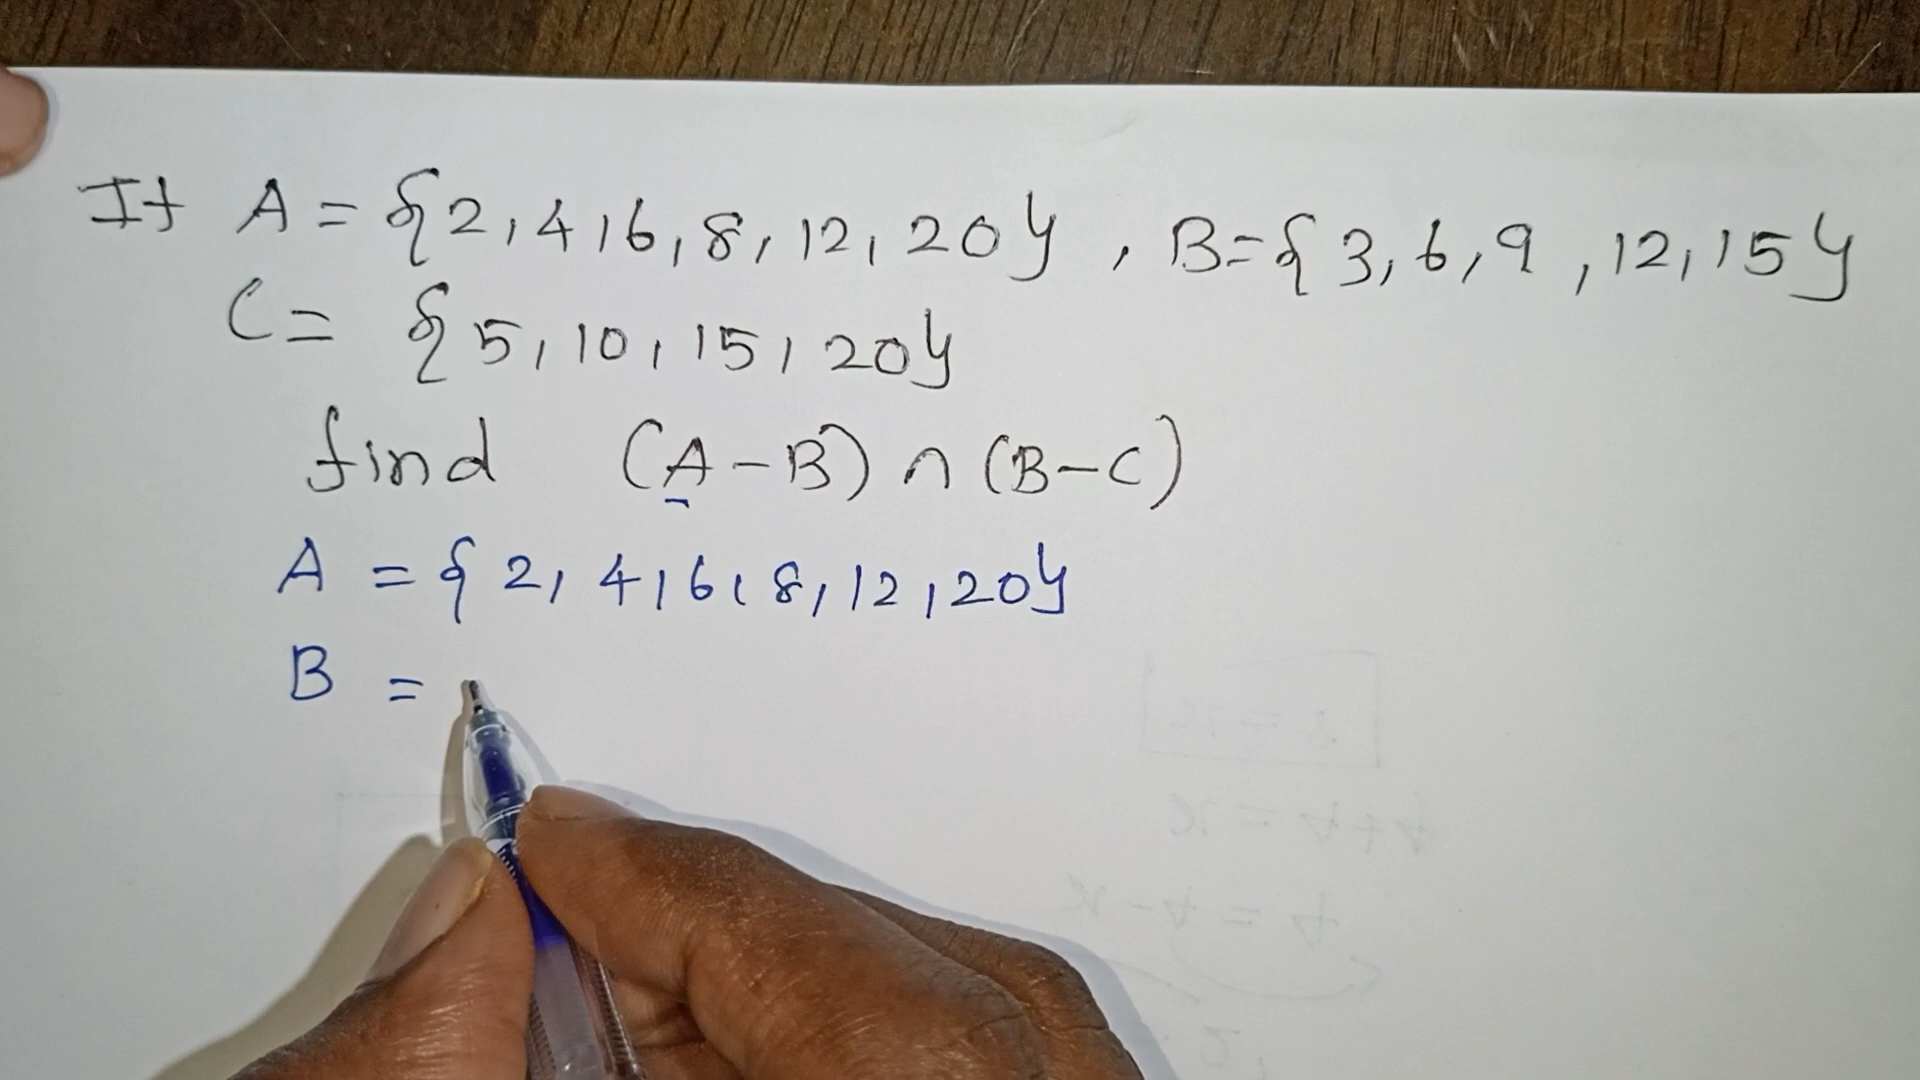 If A = {2,4,6,8,12,20}, B={3,6,9,12,15}
C= {5,10,15,20}
find (A-B)∩(B-C)
A = {2,4,6,8,12,20}
B =